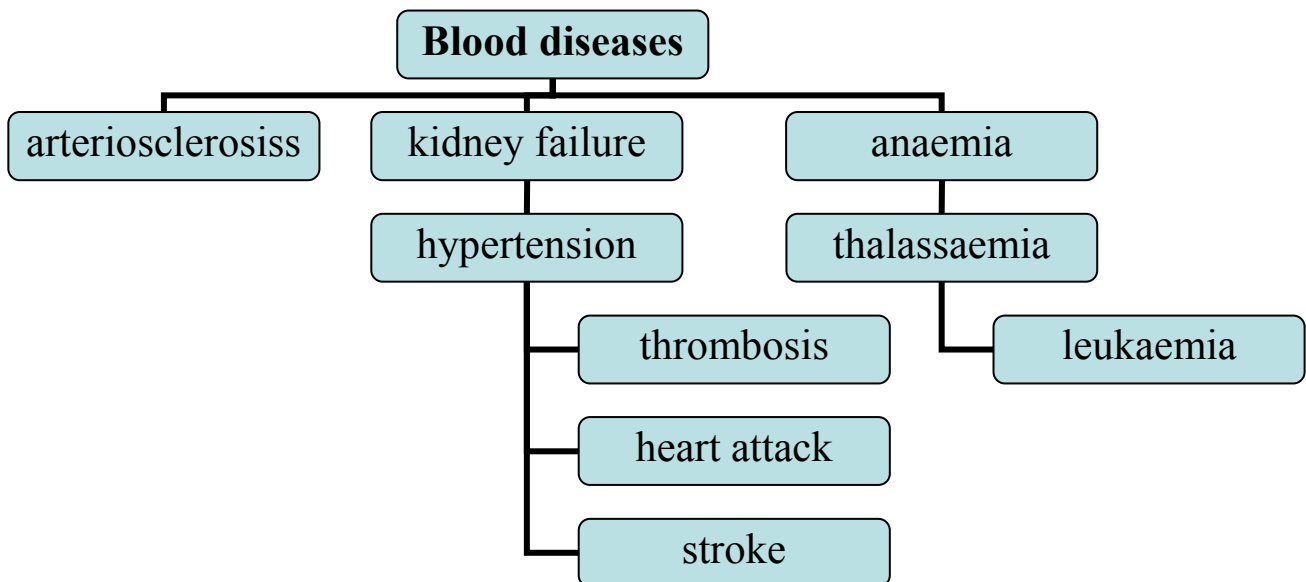 Blood diseases
arteriosclerosiss
kidney failure
anaemia
hypertension
thalassaemia
thrombosis
leukaemia
heart attack
stroke